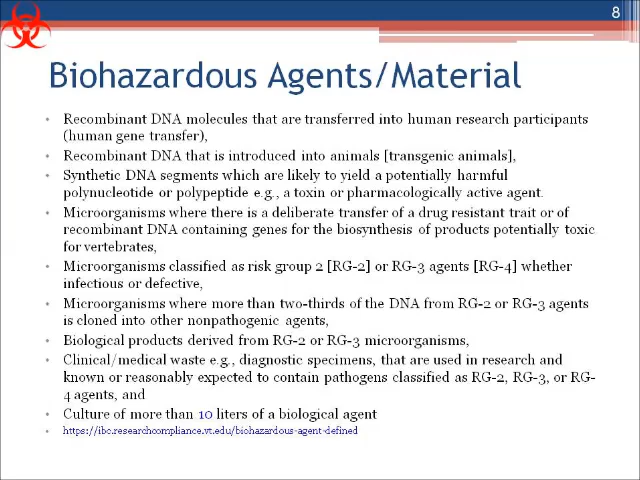 8
Biohazardous Agents/Material
• Recombinant DNA molecules that are transferred into human research participants
(human gene transfer),
• Recombinant DNA that is introduced into animals [transgenic animals],
• Synthetic DNA segments which are likely to yield a potentially harmful
polynucleotide or polypeptide e.g., a toxin or pharmacologically active agent.
• Microorganisms where there is a deliberate transfer of a drug resistant trait or of
recombinant DNA containing genes for the biosynthesis of products potentially toxic
for vertebrates,
• Microorganisms classified as risk group 2 [RG-2] or RG-3 agents [RG-4] whether
infectious or defective,
• Microorganisms where more than two-thirds of the DNA from RG-2 or RG-3 agents
is cloned into other nonpathogenic agents,
• Biological products derived from RG-2 or RG-3 microorganisms,
• Clinical/medical waste e.g., diagnostic specimens, that are used in research and
known or reasonably expected to contain pathogens classified as RG-2, RG-3, or RG-
4 agents, and
• Culture of more than 10 liters of a biological agent
• https://ibc.researchcompliance.vt.edu/biohazardous-agent-defined